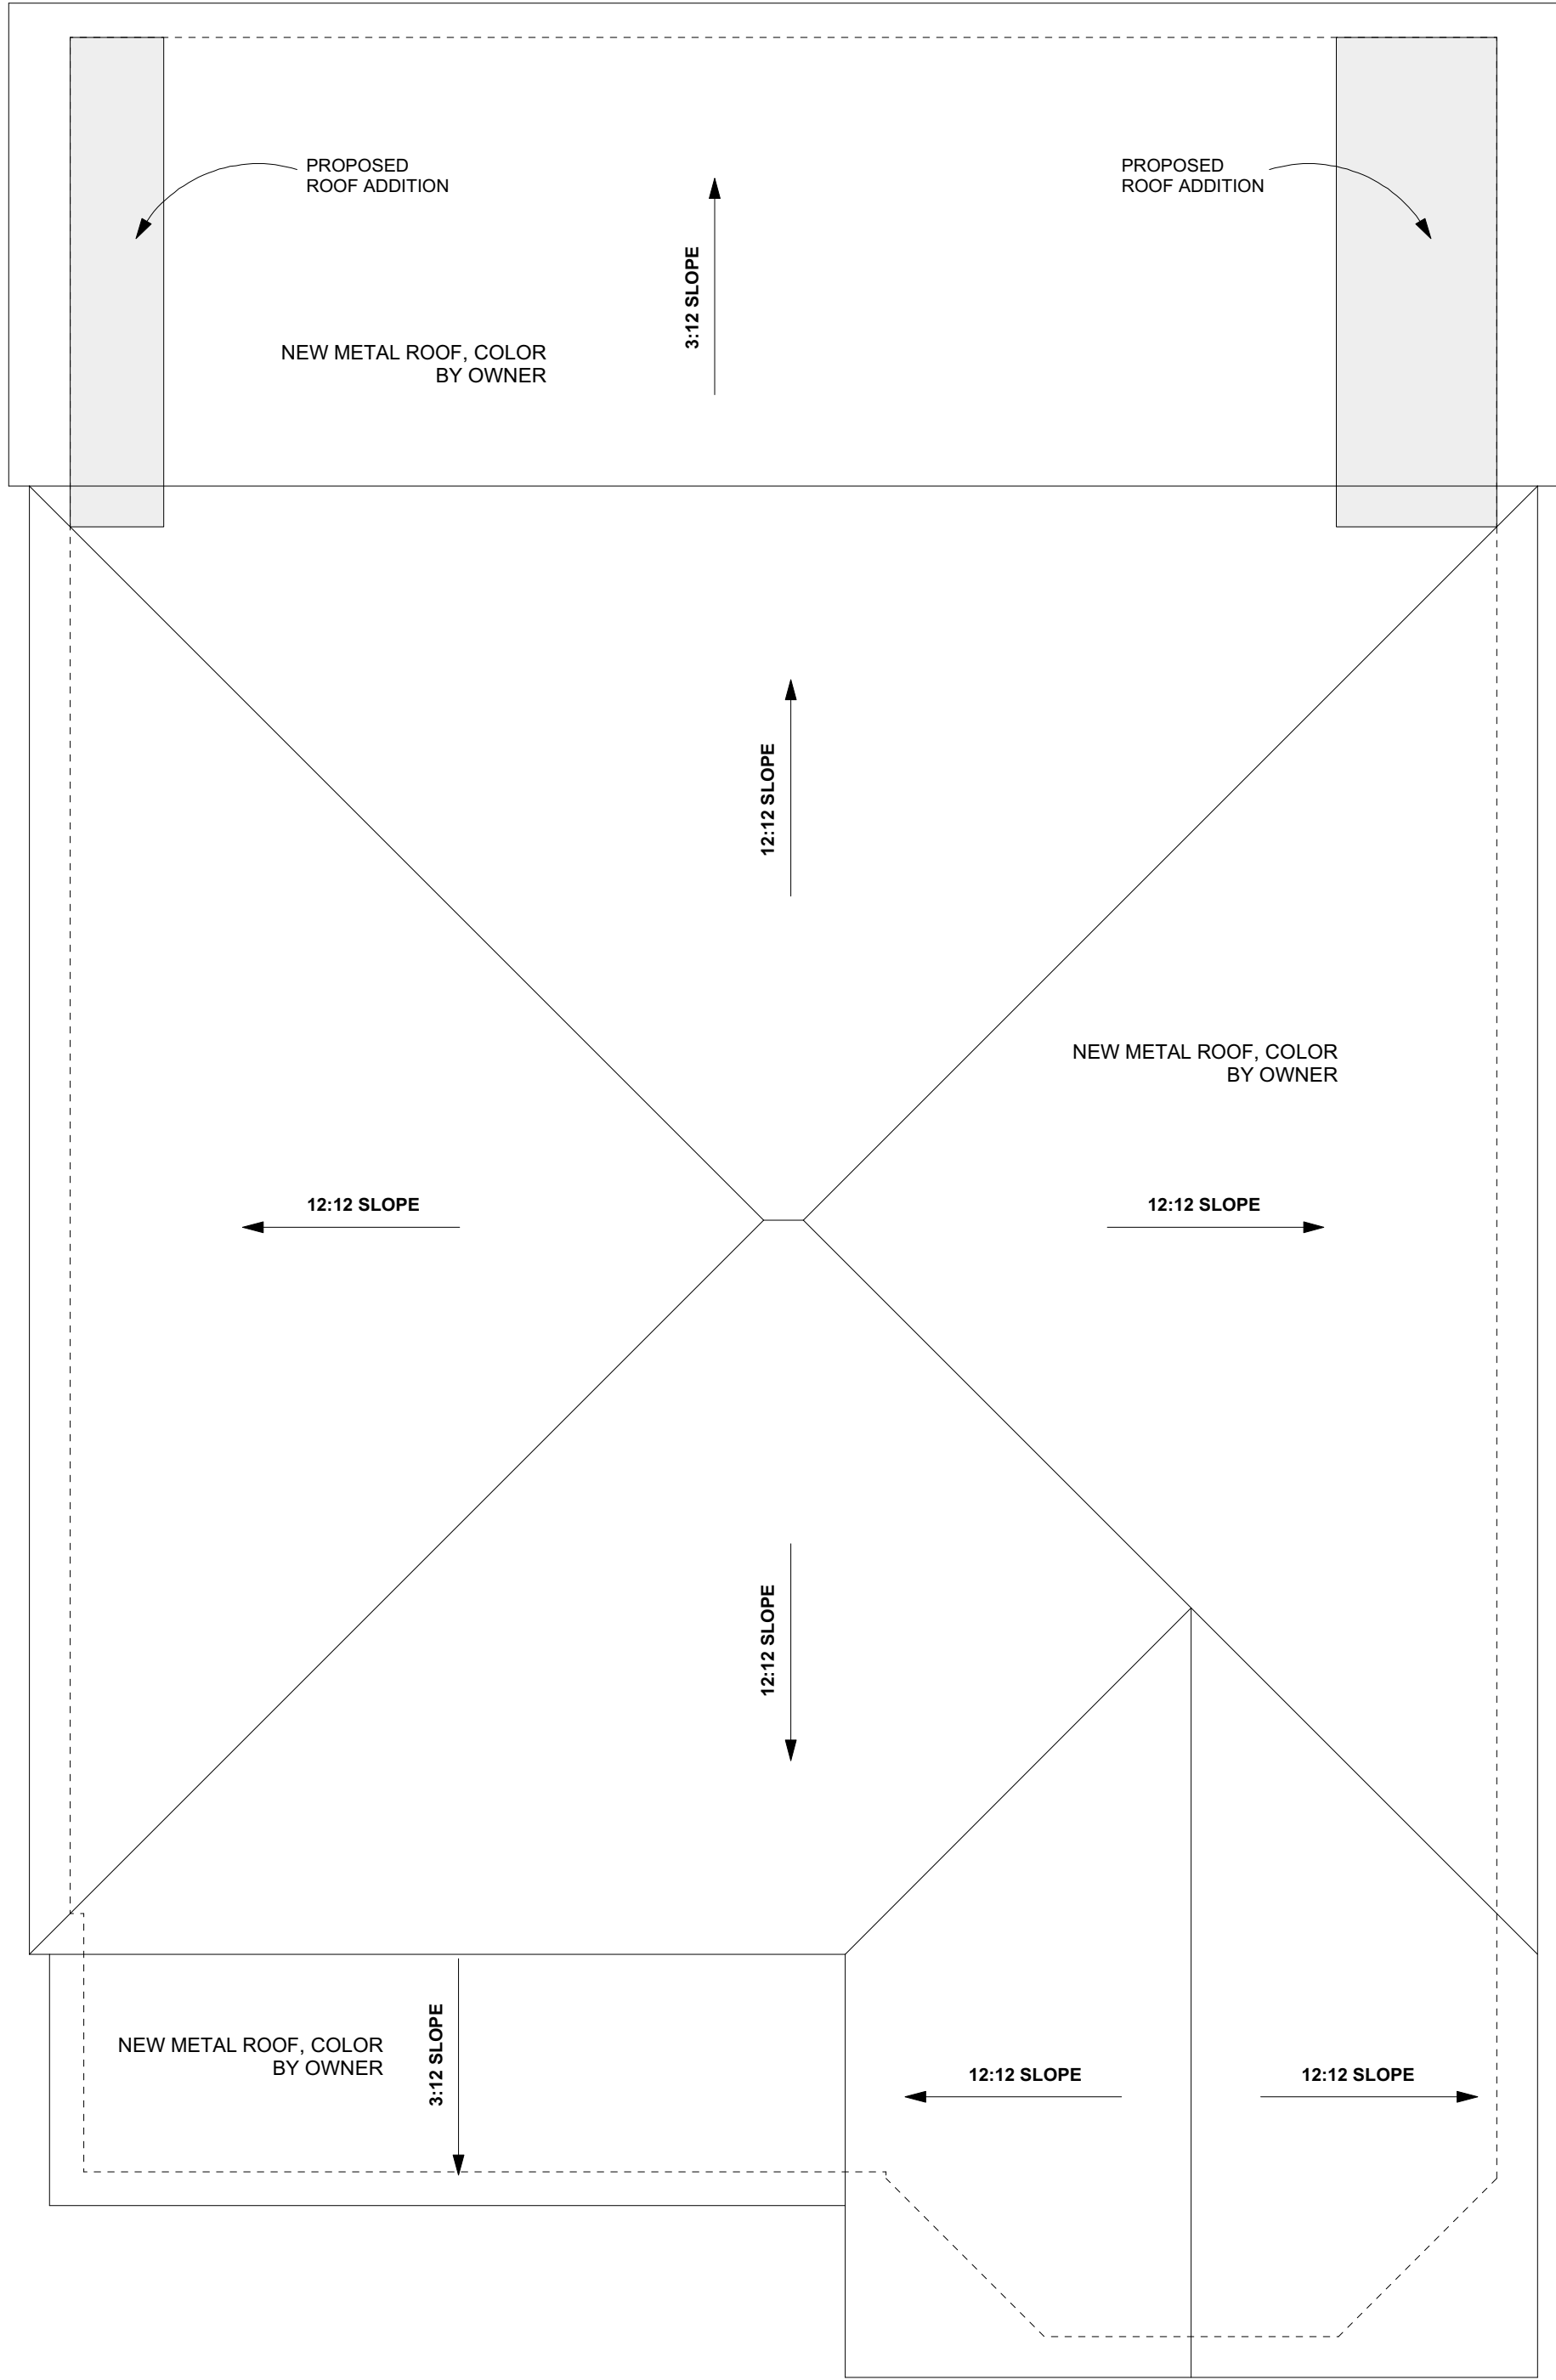 PROPOSED
ROOF ADDITION
PROPOSED
ROOF ADDITION
3:12 SLOPE
NEW METAL ROOF, COLOR
BY OWNER
12:12 SLOPE
NEW METAL ROOF, COLOR
BY OWNER
12:12 SLOPE
12:12 SLOPE
12:12 SLOPE
NEW METAL ROOF, COLOR
BY OWNER
3:12 SLOPE
12:12 SLOPE
12:12 SLOPE